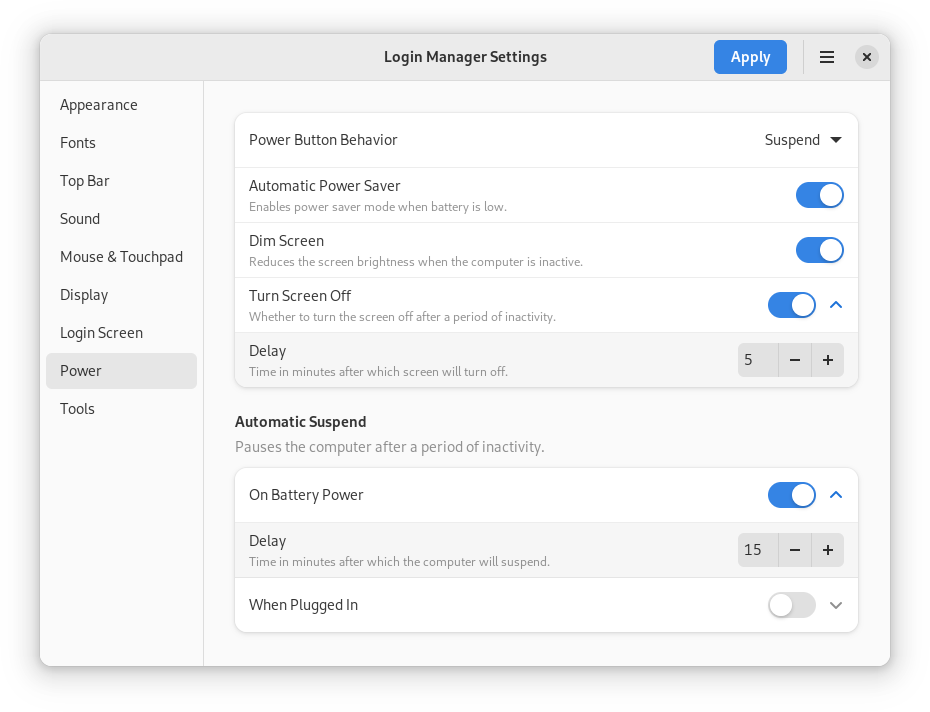 Login Manager Settings
Apply
Appearance
Fonts
Top Bar
Sound
Mouse & Touchpad
Display
Login Screen
Power
Tools
Power Button Behavior
Suspend
Automatic Power Saver
Enables power saver mode when battery is low.
Dim Screen
Reduces the screen brightness when the computer is inactive.
Turn Screen Off
Whether to turn the screen off after a period of inactivity.
Delay
Time in minutes after which screen will turn off.
5
Automatic Suspend
Pauses the computer after a period of inactivity.
On Battery Power
Delay
Time in minutes after which the computer will suspend.
15
When Plugged In